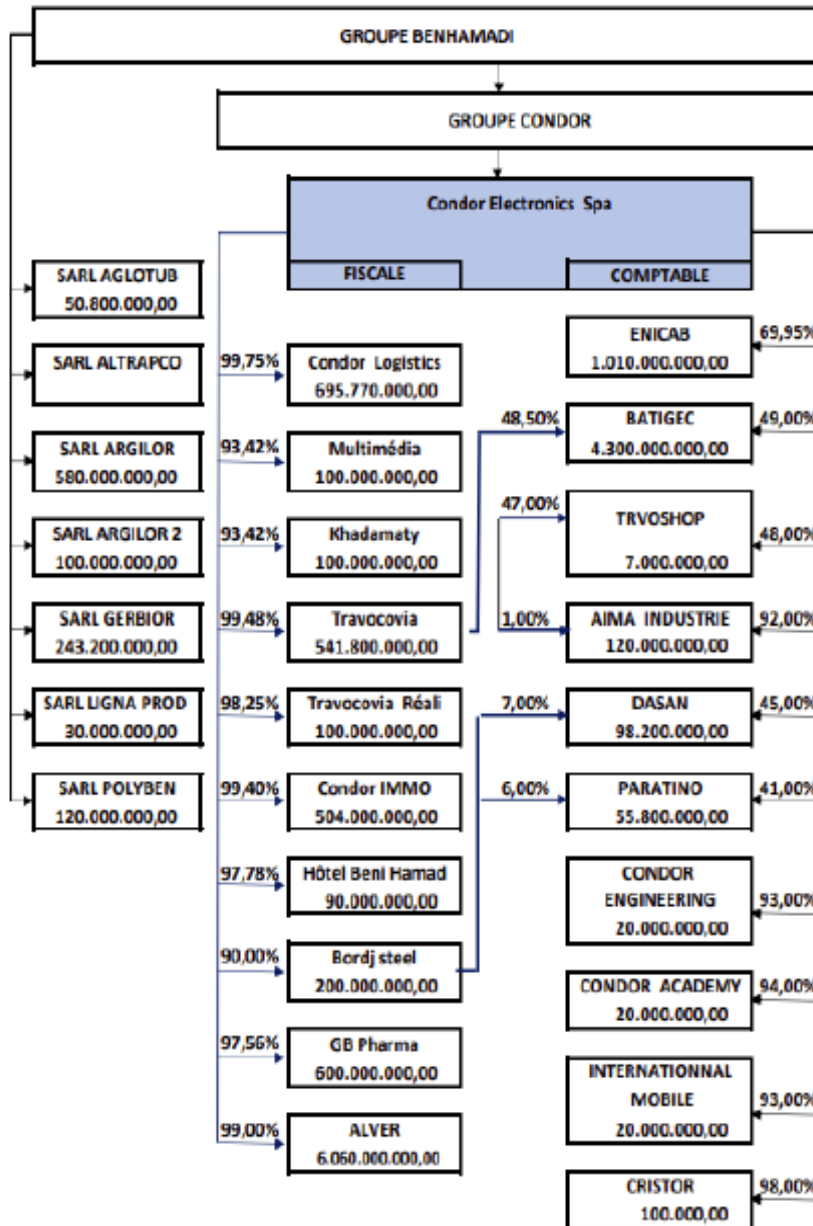 GROUPE BENHAMADI
GROUPE CONDOR
Condor Electronics Spa
FISCALE
COMPTABLE
SARL AGLOTUB
50.800.000,00
SARL ALTRAPCO
SARL ARGILOR
580.000.000,00
SARL ARGILOR 2
100.000.000,00
SARL GERBIOR
243.200.000,00
SARL LIGNA PROD
30.000.000,00
SARL POLYBEN
120.000.000,00
99,75%
Condor Logistics
695.770.000,00
93,42%
Multimédia
100.000.000,00
93,42%
Khadamaty
100.000.000,00
99,48%
Travocovia
541.800.000,00
98,25%
Travocovia Réali
100.000.000,00
99,40%
Condor IMMO
504.000.000,00
97,78%
Hôtel Beni Hamad
90.000.000,00
90,00%
Bordj steel
200.000.000,00
97,56%
GB Pharma
600.000.000,00
99,00%
ALVER
6.060.000.000,00
ENICAB
1.010.000.000,00
69,95%
48,50%
BATIGEC
4.300.000.000,00
49,00%
47,00%
TRVOSHOP
7.000.000,00
48,00%
1,00%
AIMA INDUSTRIE
120.000.000,00
92,00%
7,00%
DASAN
98.200.000,00
45,00%
6,00%
PARATINO
55.800.000,00
41,00%
CONDOR
ENGINEERING
20.000.000,00
93,00%
CONDOR ACADEMY
20.000.000,00
94,00%
INTERNATIONNAL
MOBILE
20.000.000,00
93,00%
CRISTOR
100.000,00
98,00%